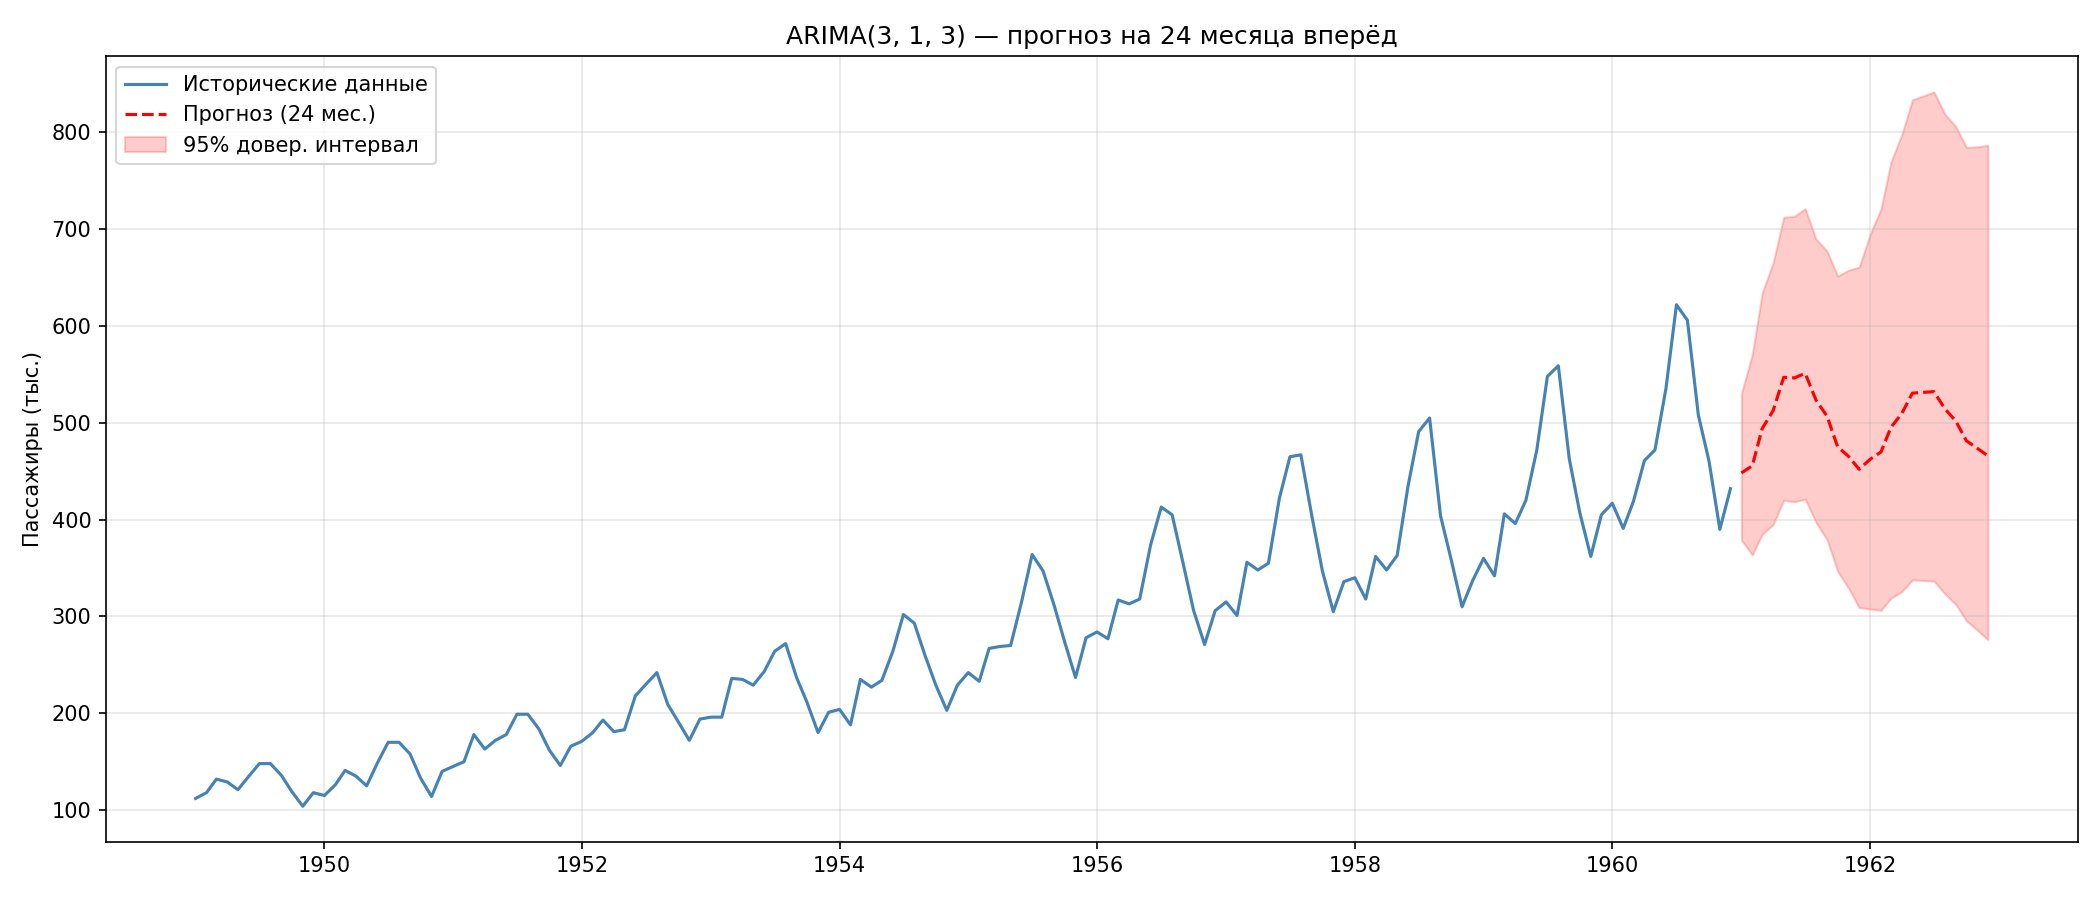 ARIMA(3, 1, 3) — прогноз на 24 месяца вперёд
Исторические данные
Прогноз (24 мес.)
95% довер. интервал
Пассажиры (тыс.)
800
700
600
500
400
300
200
100
1950 1952 1954 1956 1958 1960 1962